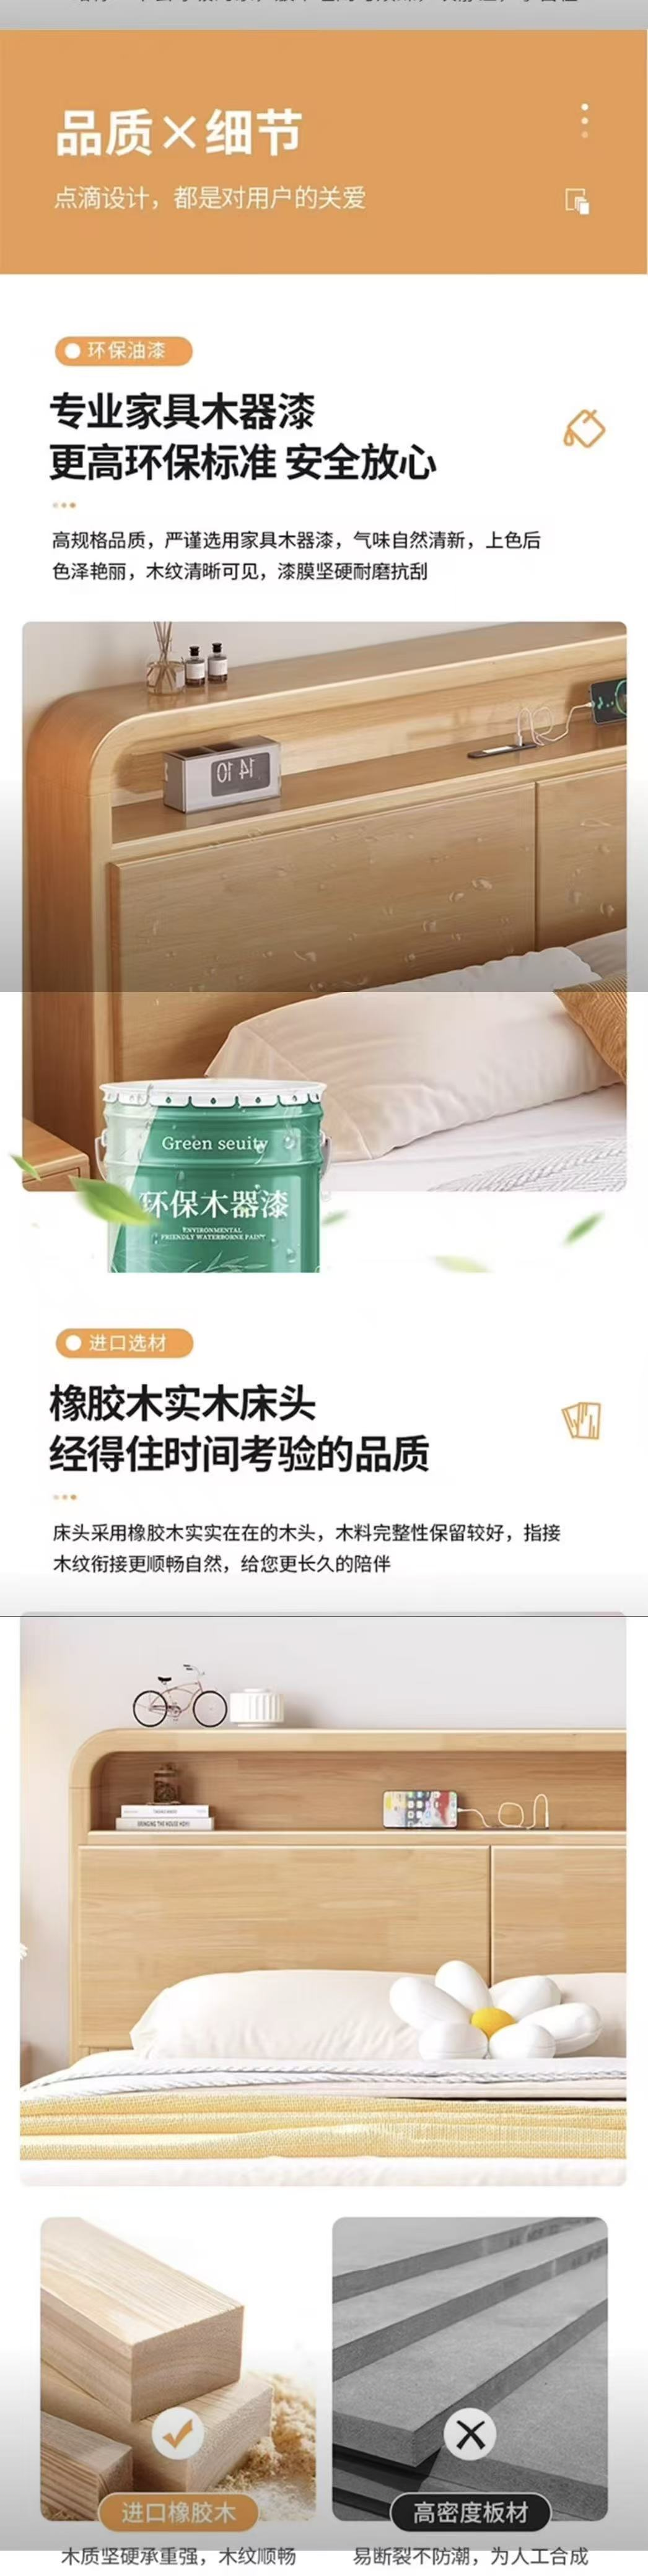 品质×细节
点滴设计，都是对用户的关爱
环保油漆
专业家具木器漆
更高环保标准 安全放心
高规格品质，严谨选用家具木器漆，气味自然清新，上色后
色泽艳丽，木纹清晰可见，漆膜坚硬耐磨抗刮
14 10
Green seuity
环保木器漆
ENVIRONMENTAL
FRIENDLY WATERBORNE PAINT
进口选材
橡胶木实木床头
经得住时间考验的品质
床头采用橡胶木实实在在的木头，木料完整性保留较好，指接
木纹衔接更顺畅自然，给您更长久的陪伴
BRINGING THE HOUSE HOME
进口橡胶木
高密度板材
木质坚硬承重强，木纹顺畅
易断裂不防潮，为人工合成